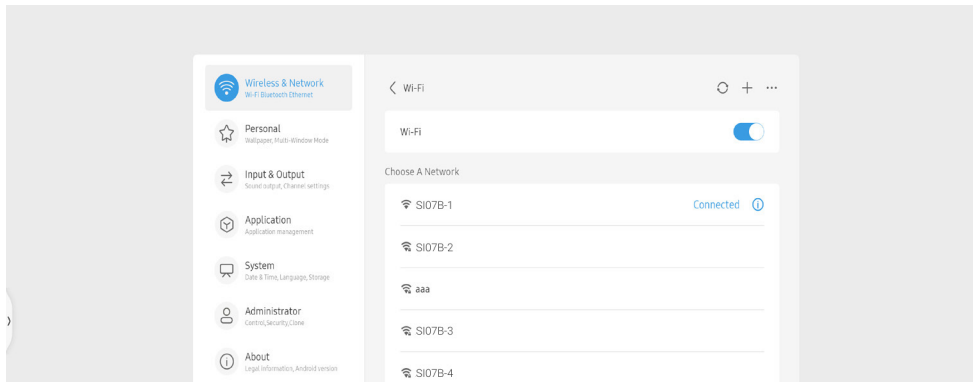 Wireless & Network
Wi-Fi Bluetooth Ethernet
Personal
Wallpaper, Multi-Window Mode
Input & Output
Sound output, Channel settings
Application
Application management
System
Date & Time, Language, Storage
Administrator
Control,Security,Clone
About
Legal information, Android version
Wi-Fi
Wi-Fi
Choose A Network
SI07B-1 Connected
SI07B-2
aaa
SI07B-3
SI07B-4